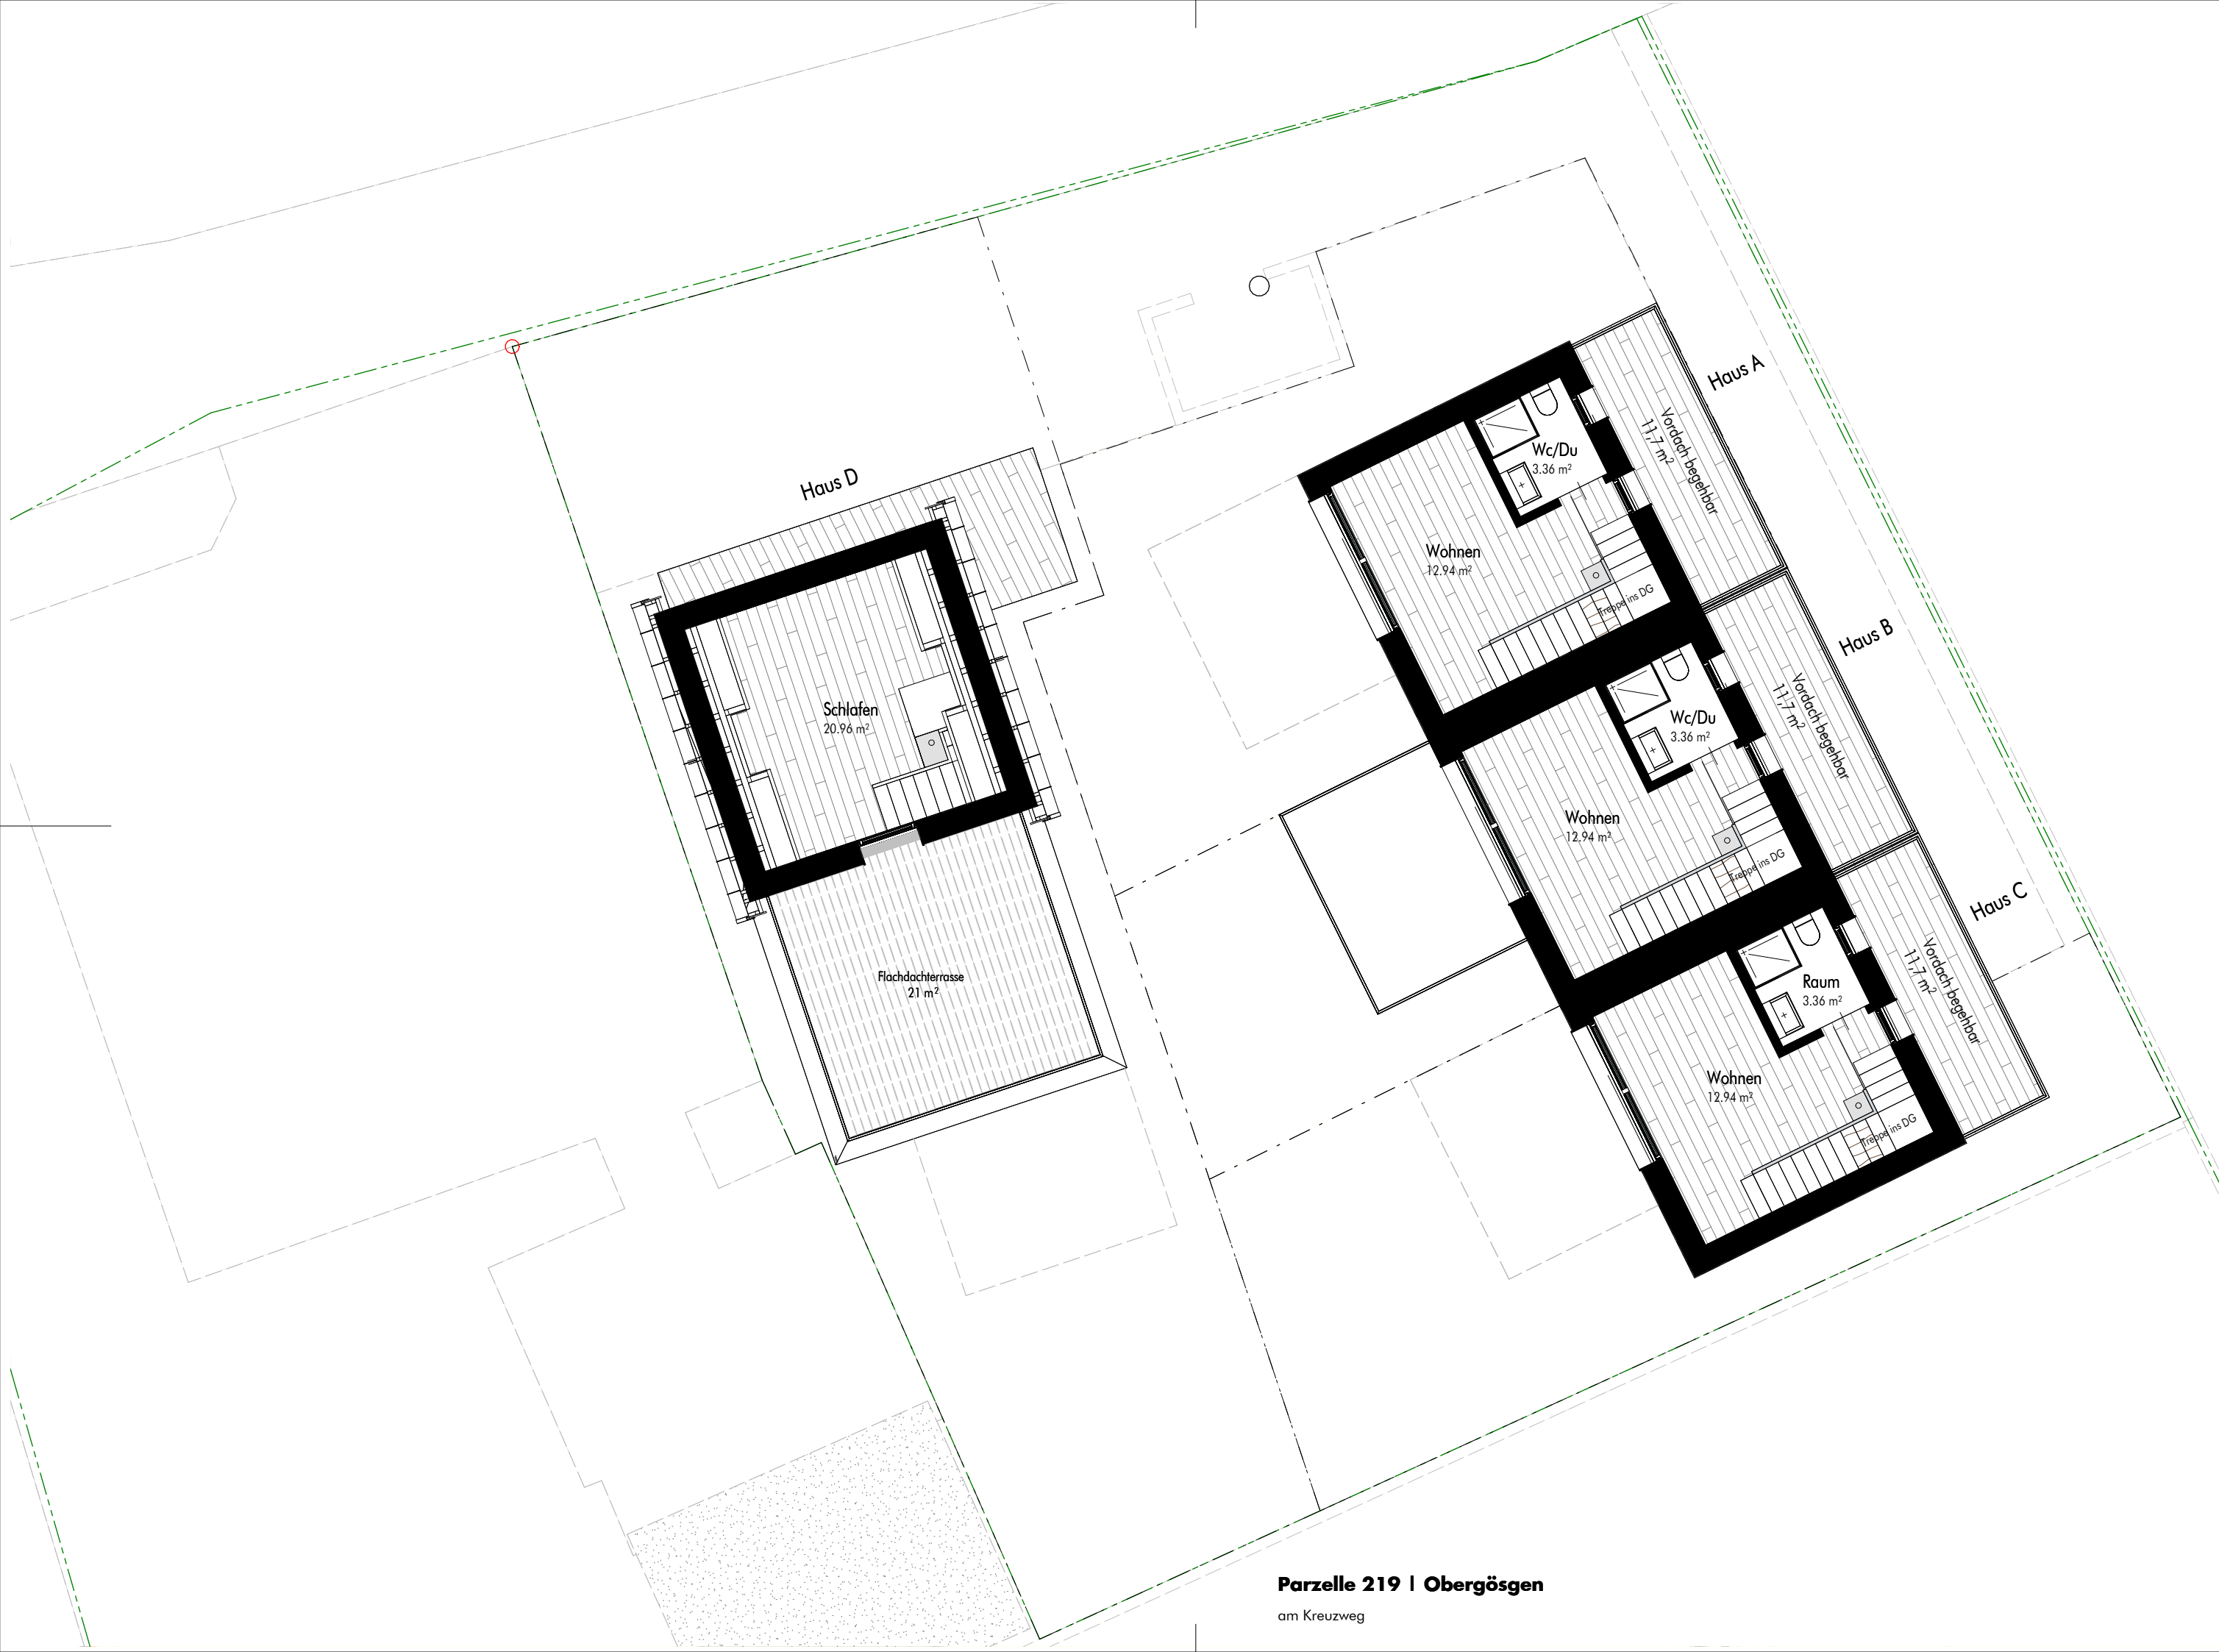 Haus A
Vordach begehbar
11,7 m²
Wc/Du
3.36 m²
Wohnen
12.94 m²
Treppe ins DG
Haus B
Vordach begehbar
11,7 m²
Wc/Du
3.36 m²
Wohnen
12.94 m²
Treppe ins DG
Haus C
Vordach begehbar
11,7 m²
Raum
3.36 m²
Wohnen
12.94 m²
Treppe ins DG
Haus D
Schlafen
20.96 m²
Flachdachterrasse
21 m²
Parzelle 219 | Obergösgen
am Kreuzweg